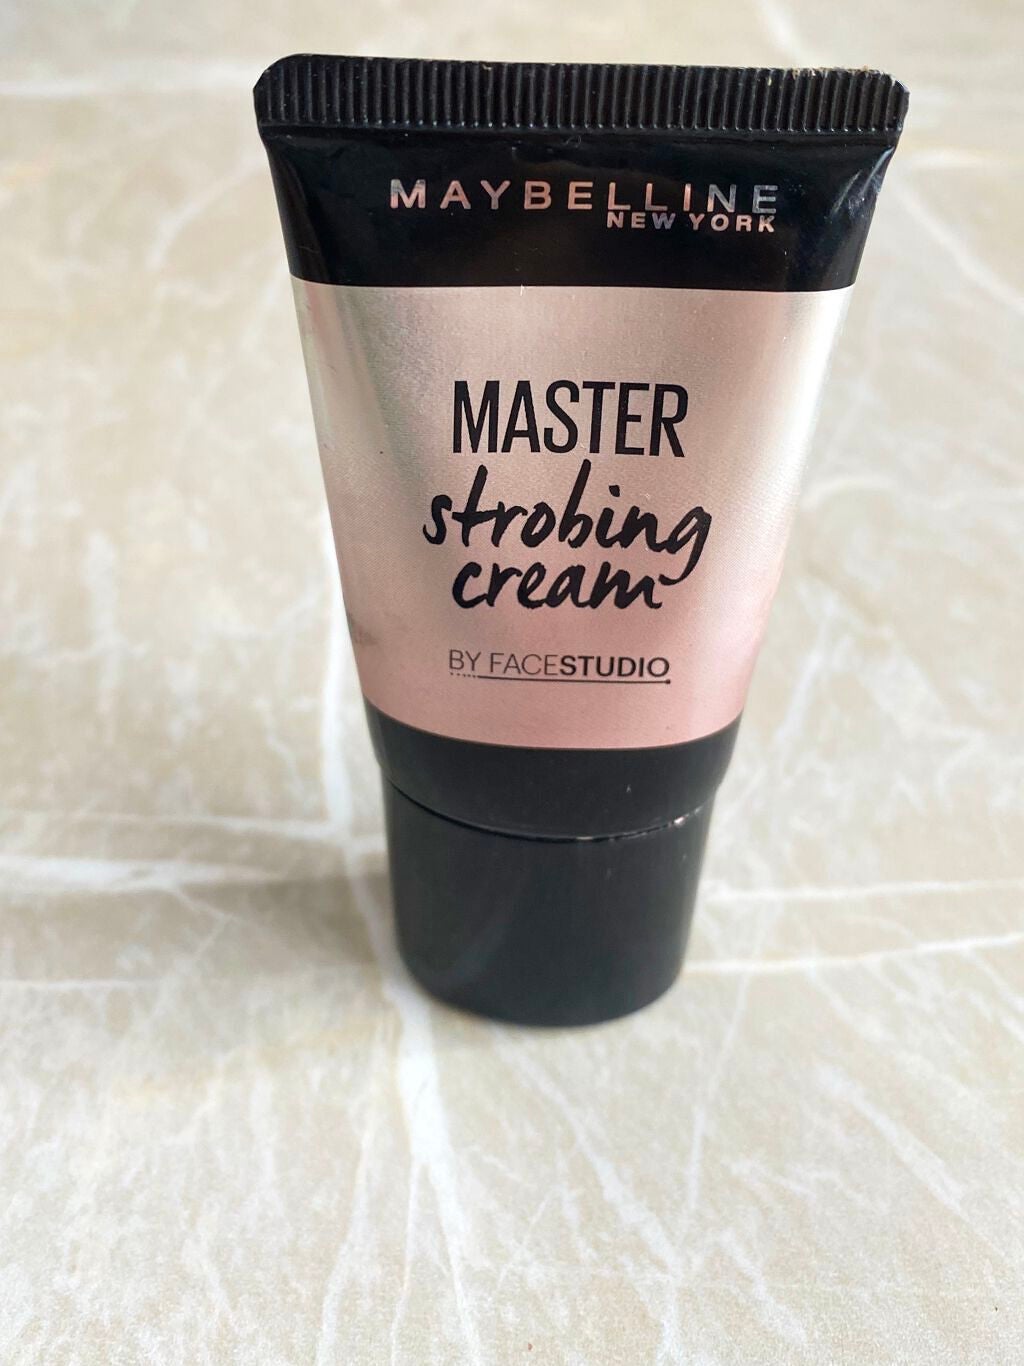 MAYBELLINE
NEW YORK
MASTER
strobing
cream
BY FACESTUDIO